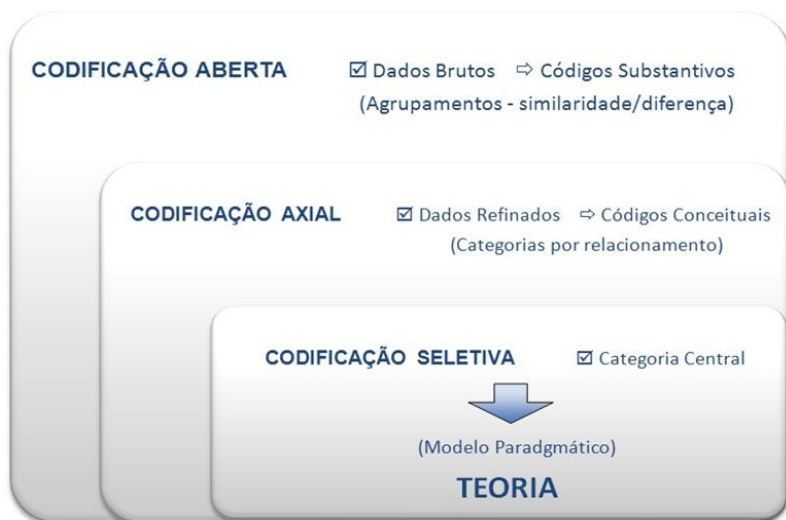 CODIFICAÇÃO ABERTA ☑ Dados Brutos ⇨ Códigos Substantivos
(Agrupamentos - similaridade/diferença)
CODIFICAÇÃO AXIAL ☑ Dados Refinados ⇨ Códigos Conceituais
(Categorias por relacionamento)
CODIFICAÇÃO SELETIVA ☑ Categoria Central
(Modelo Paradgmático)
TEORIA